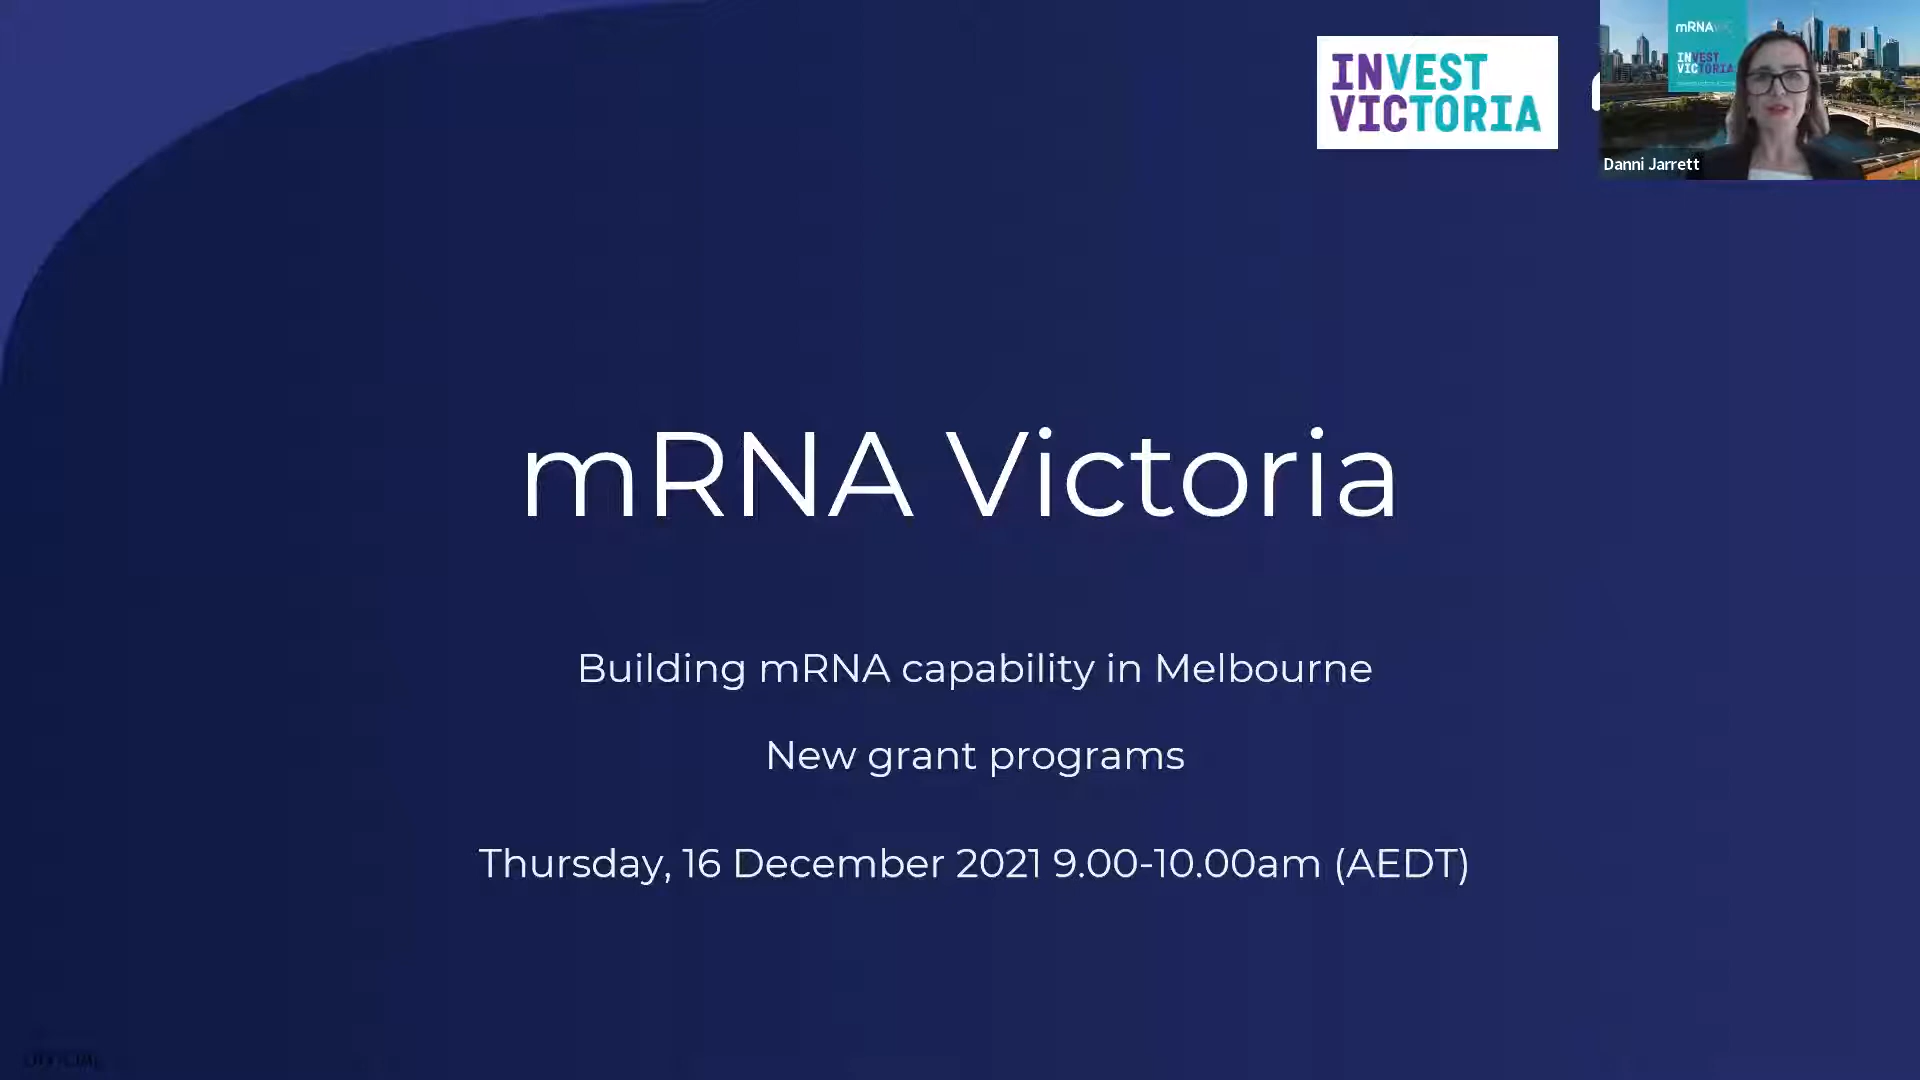 INVEST
VICTORIA
mRNA
INVEST
VICTORIA
Danni Jarrett
mRNA Victoria
Building mRNA capability in Melbourne
New grant programs
Thursday, 16 December 2021 9.00-10.00am (AEDT)